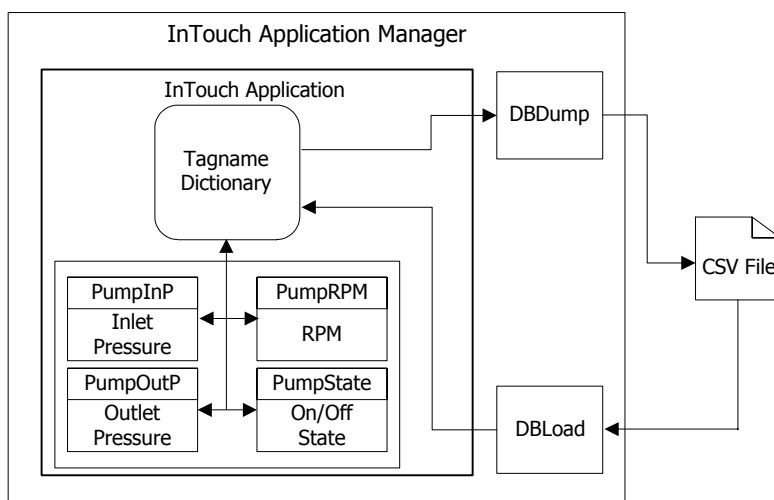 InTouch Application Manager
InTouch Application
DBDump
Tagname
Dictionary
CSV File
PumpInP
Inlet
Pressure
PumpRPM
RPM
PumpOutP
Outlet
Pressure
PumpState
On/Off
State
DBLoad